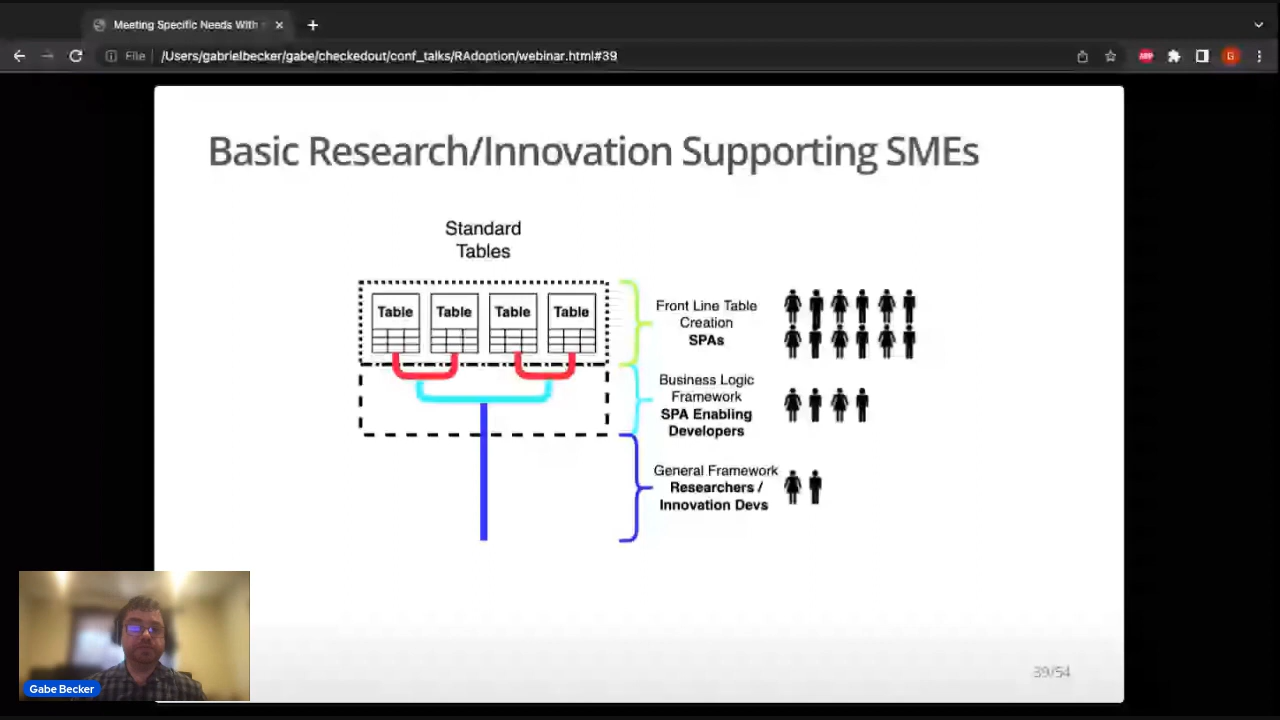 Meeting Specific Needs With
File
/Users/gabrielbecker/gabe/checkedout/conf_talks/RAdoption/webinar.html#39
ABP
G
Basic Research/Innovation Supporting SMEs
Standard
Tables
Table
Table
Table
Table
Front Line Table
Creation
SPAs
Business Logic
Framework
SPA Enabling
Developers
General Framework
Researchers /
Innovation Devs
Gabe Becker
39/54